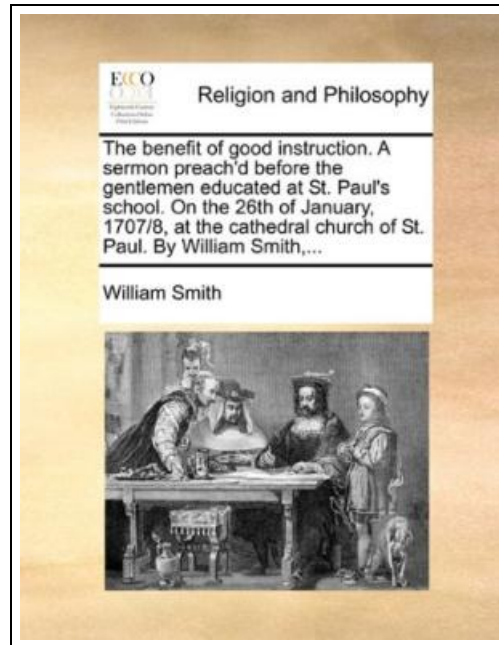 ECCO
Religion and Philosophy
The benefit of good instruction. A
sermon preach'd before the
gentlemen educated at St. Paul's
school. On the 26th of January,
1707/8, at the cathedral church of St.
Paul. By William Smith,...
William Smith